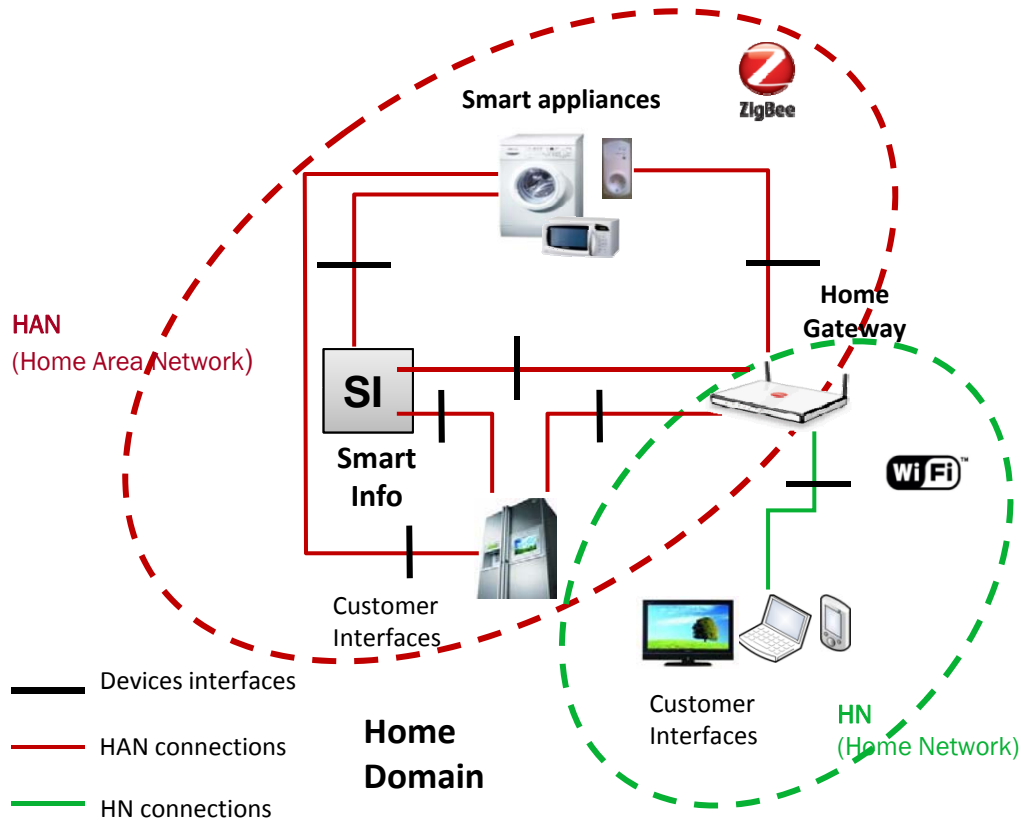 Smart appliances
ZigBee
Home
Gateway
HAN
(Home Area Network)
SI
Smart
Info
WiFi™
Customer
Interfaces
Devices interfaces
HAN connections
HN connections
Home
Domain
Customer
Interfaces
HN
(Home Network)